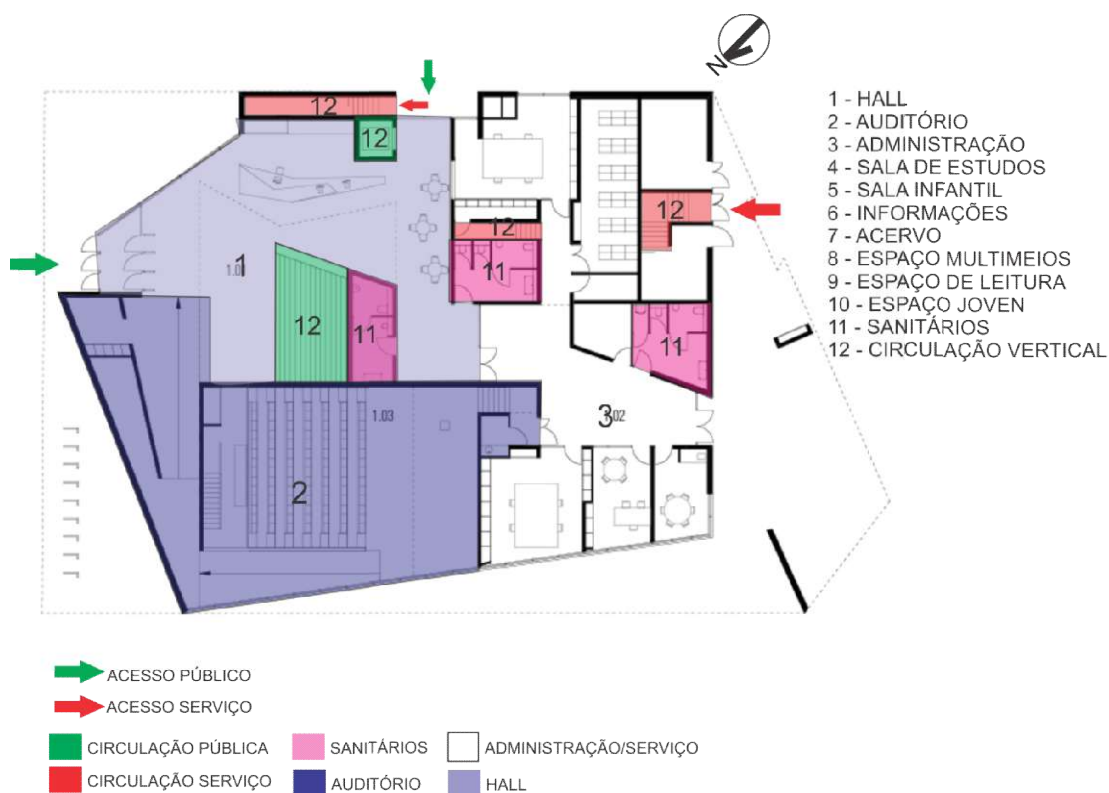 N
1 - HALL
2 - AUDITÓRIO
3 - ADMINISTRAÇÃO
4 - SALA DE ESTUDOS
5 - SALA INFANTIL
6 - INFORMAÇÕES
7 - ACERVO
8 - ESPAÇO MULTIMEIOS
9 - ESPAÇO DE LEITURA
10 - ESPAÇO JOVEN
11 - SANITÁRIOS
12 - CIRCULAÇÃO VERTICAL
12
12
12
12
11
1
1.01
12
11
11
1.03
3
1.02
2
ACESSO PÚBLICO
ACESSO SERVIÇO
CIRCULAÇÃO PÚBLICA
SANITÁRIOS
ADMINISTRAÇÃO/SERVIÇO
CIRCULAÇÃO SERVIÇO
AUDITÓRIO
HALL